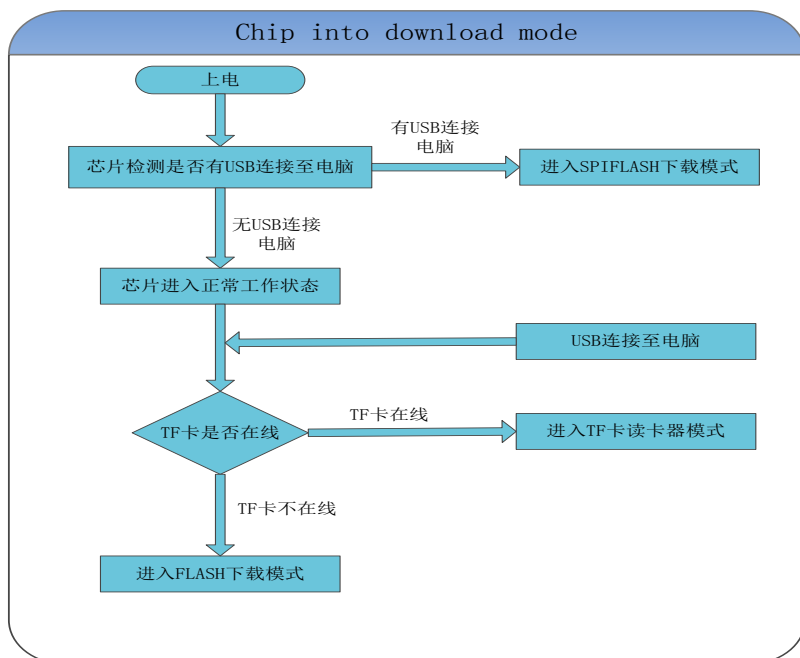 Chip into download mode
上电
芯片检测是否有USB连接至电脑
有USB连接
电脑
进入SPIFLASH下载模式
无USB连接
电脑
芯片进入正常工作状态
USB连接至电脑
TF卡是否在线
TF卡在线
进入TF卡读卡器模式
TF卡不在线
进入FLASH下载模式